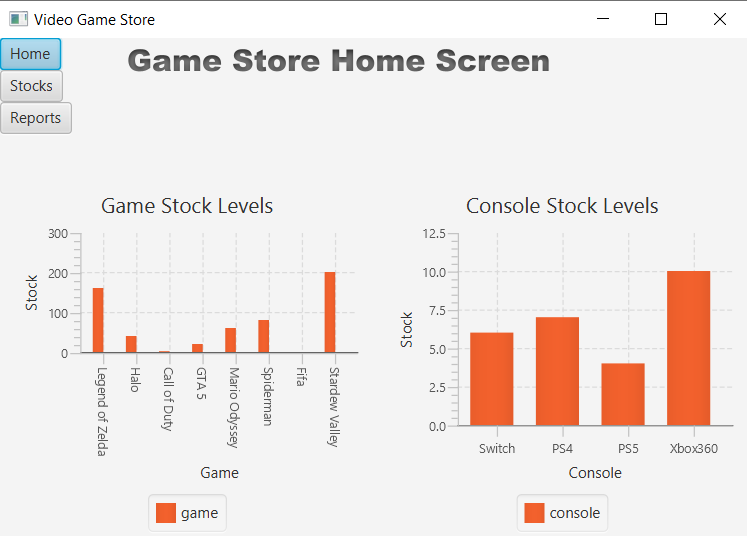 Video Game Store
Home
Game Store Home Screen
Stocks
Reports
Game Stock Levels
300
200
100
0
Stock
Legend of Zelda
Halo
Call of Duty
GTA 5
Mario Odyssey
Spiderman
Fifa
Stardew Valley
Game
game
Console Stock Levels
12.5
10.0
7.5
5.0
2.5
0.0
Stock
Switch
PS4
PS5
Xbox360
Console
console